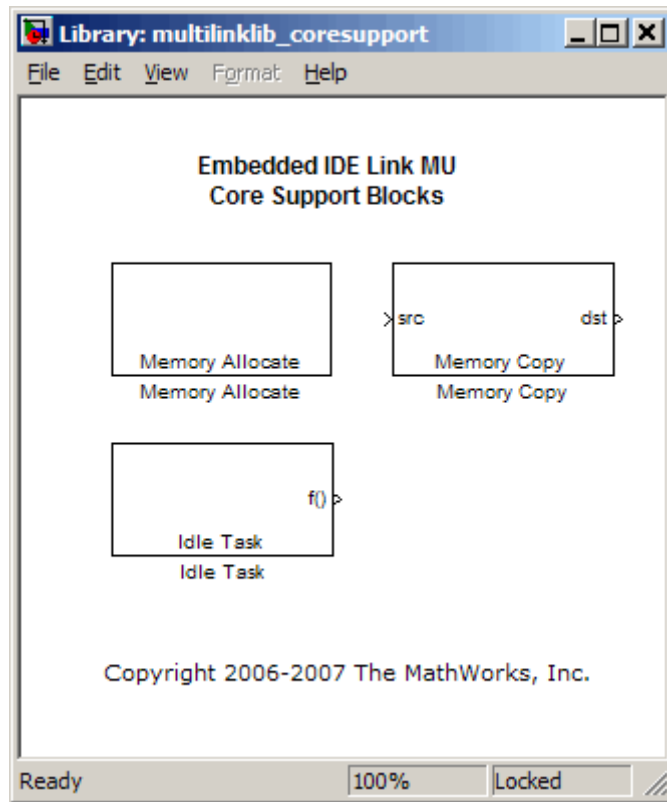 Library: multilinklib_coresupport
File Edit View Format Help
Embedded IDE Link MU
Core Support Blocks
src dst
Memory Allocate Memory Copy
Memory Allocate Memory Copy
f()
Idle Task
Idle Task
Copyright 2006-2007 The MathWorks, Inc.
Ready 100% Locked